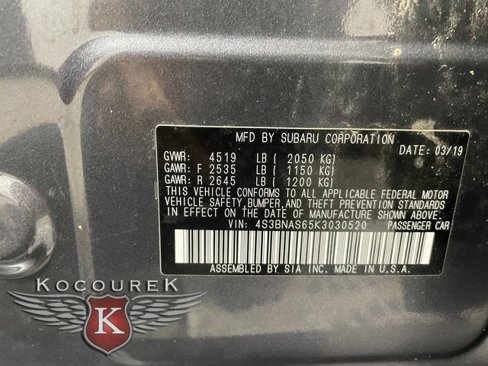 MFD BY SUBARU CORPORATION
DATE: 03/19
GVWR: 4519 LB ( 2050 KG)
GAWR: F 2535 LB ( 1150 KG)
GAWR: R 2645 LB ( 1200 KG)
THIS VEHICLE CONFORMS TO ALL APPLICABLE FEDERAL MOTOR
VEHICLE SAFETY, BUMPER, AND THEFT PREVENTION STANDARDS
IN EFFECT ON THE DATE OF MANUFACTURE SHOWN ABOVE.
VIN: 4S3BNAS65K3030520 PASSENGER CAR
ASSEMBLED BY SIA INC. MADE IN U.S.A.
KOCOUREK
K